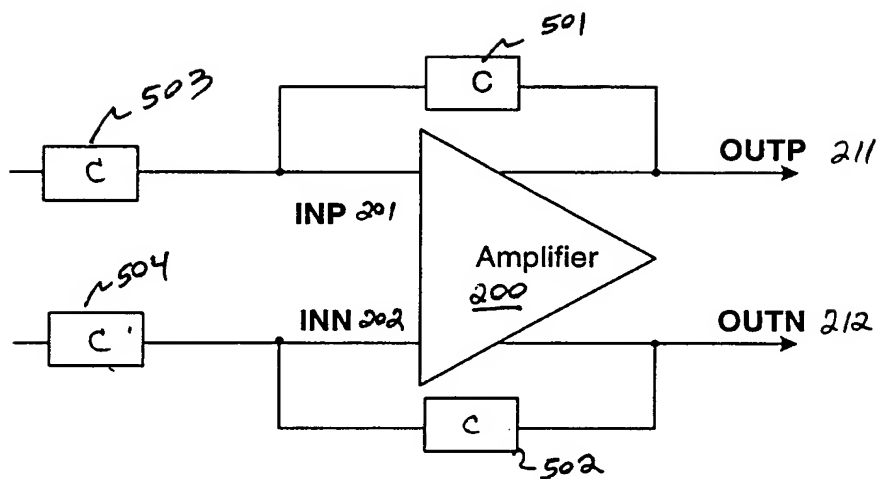 501
C
503
C
OUTP 211
INP 201
Amplifier
200
504
C
INN 202
OUTN 212
C
502